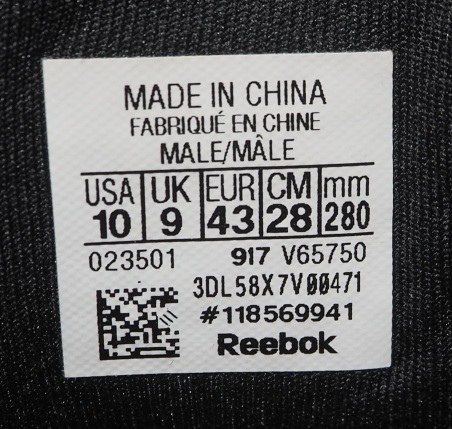 MADE IN CHINA
FABRIQUÉ EN CHINE
MALE/MÂLE
USA UK EUR CM mm
10 9 43 28 280
023501 917 V65750
3DL58X7V00471
#118569941
Reebok